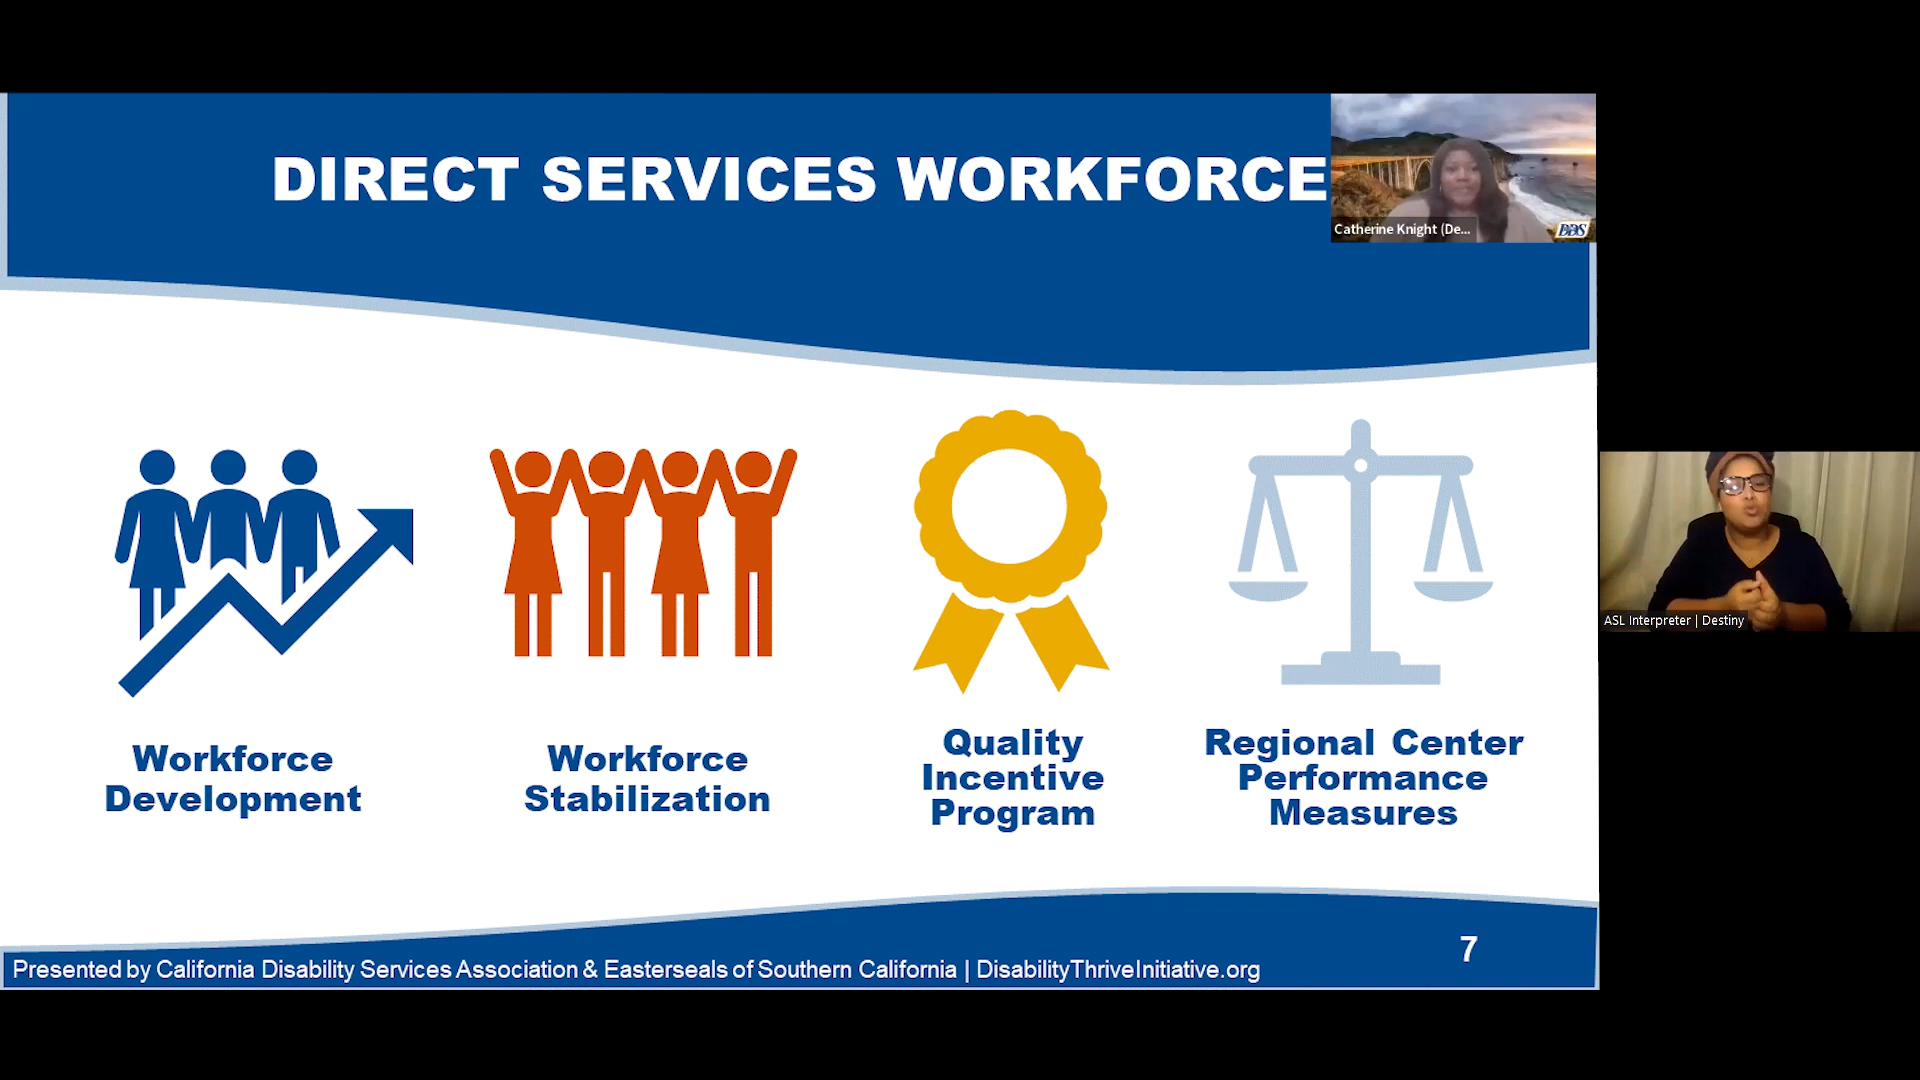 DIRECT SERVICES WORKFORCE
Catherine Knight (De...
DDS
Workforce
Development
Workforce
Stabilization
Quality
Incentive
Program
Regional Center
Performance
Measures
ASL Interpreter | Destiny
7
Presented by California Disability Services Association & Easterseals of Southern California | DisabilityThriveInitiative.org